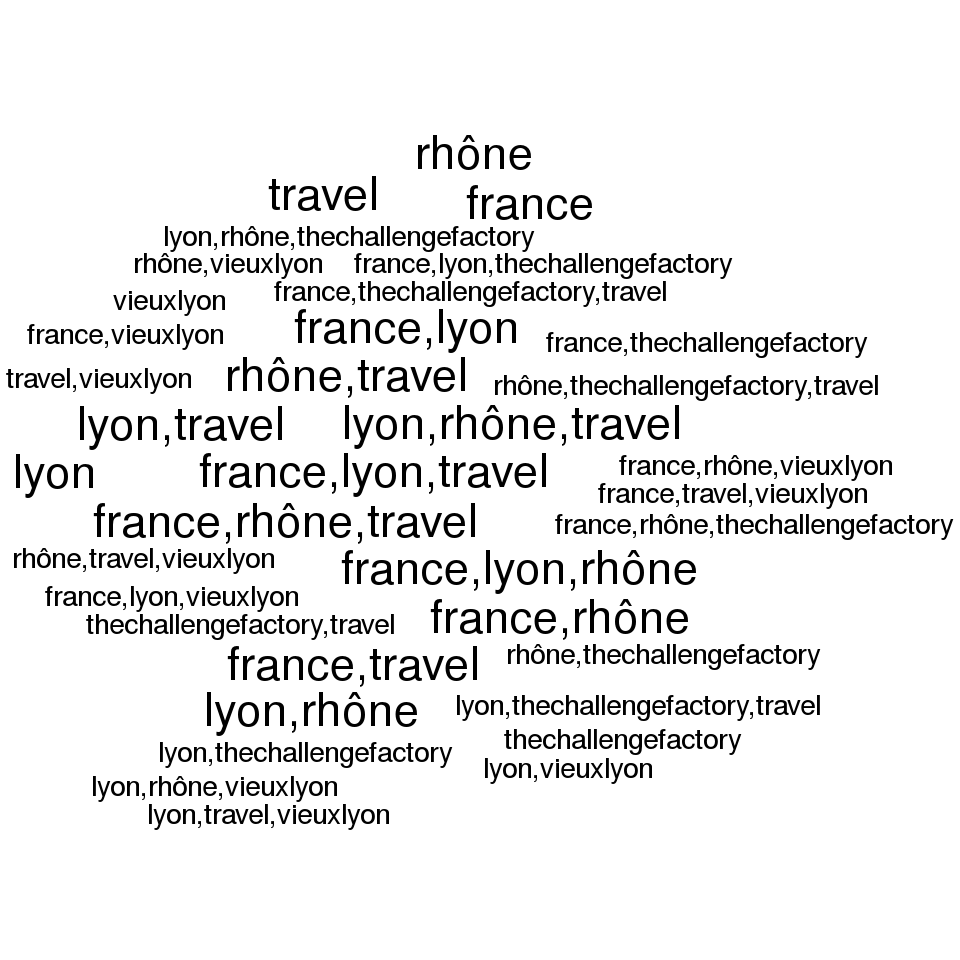 rhône
travel
france
lyon,rhône,thechallengefactory
rhône,vieuxlyon
france,lyon,thechallengefactory
vieuxlyon
france,thechallengefactory,travel
france,vieuxlyon
france,lyon
france,thechallengefactory
travel,vieuxlyon
rhône,travel
rhône,thechallengefactory,travel
lyon,travel
lyon,rhône,travel
lyon
france,lyon,travel
france,rhône,vieuxlyon
france,travel,vieuxlyon
france,rhône,travel
france,rhône,thechallengefactory
rhône,travel,vieuxlyon
france,lyon,rhône
france,lyon,vieuxlyon
thechallengefactory,travel
france,rhône
france,travel
rhône,thechallengefactory
lyon,rhône
lyon,thechallengefactory,travel
lyon,thechallengefactory
thechallengefactory
lyon,vieuxlyon
lyon,rhône,vieuxlyon
lyon,travel,vieuxlyon